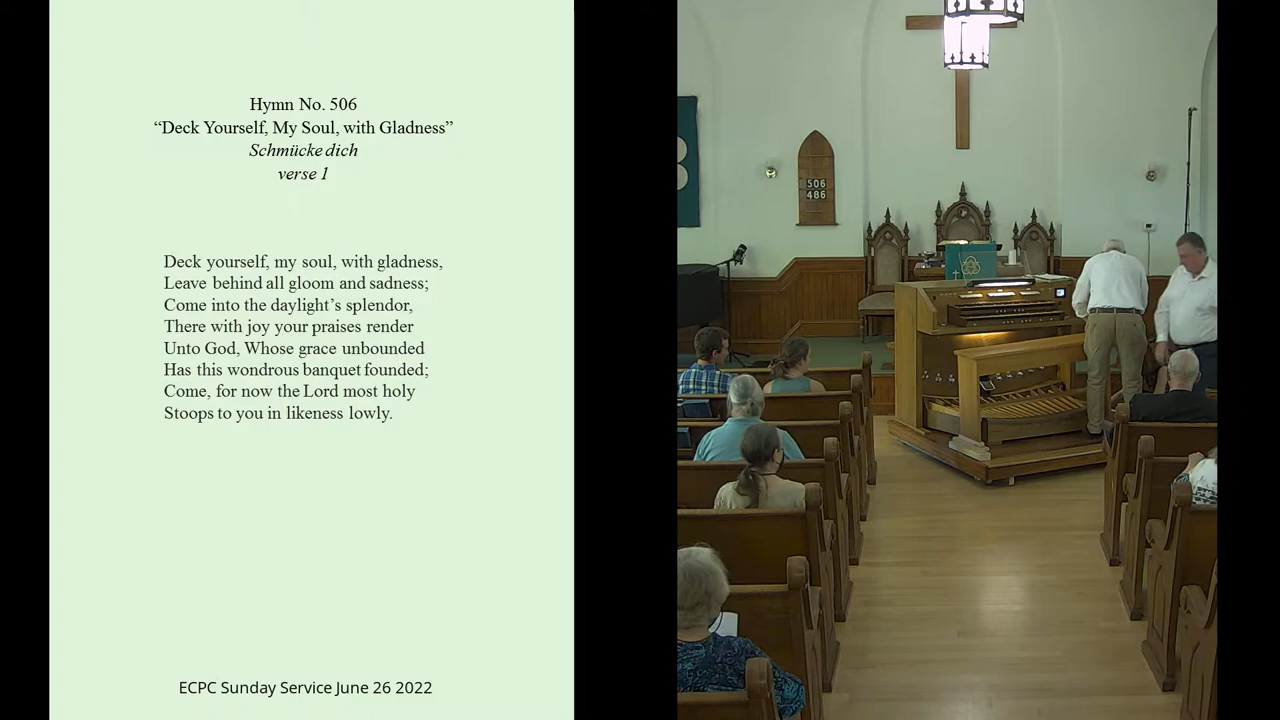 Hymn No. 506
“Deck Yourself, My Soul, with Gladness”
Schmücke dich
verse 1
Deck yourself, my soul, with gladness,
Leave behind all gloom and sadness;
Come into the daylight’s splendor,
There with joy your praises render
Unto God, Whose grace unbounded
Has this wondrous banquet founded;
Come, for now the Lord most holy
Stoops to you in likeness lowly.
ECPC Sunday Service June 26 2022
506
486